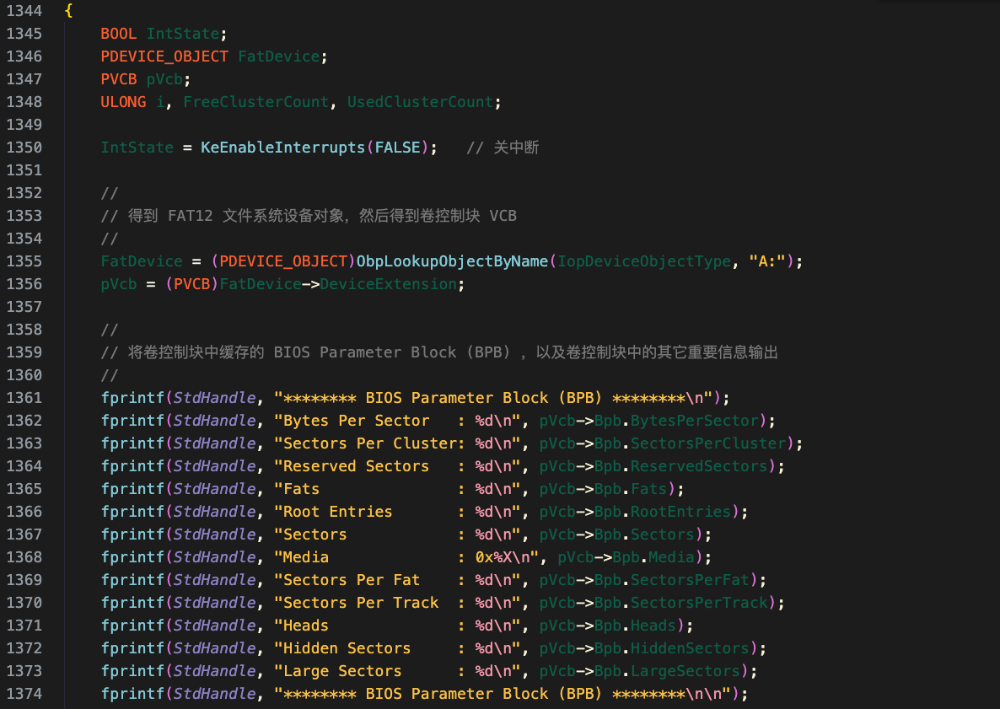 1344 {
1345     BOOL IntState;
1346     PDEVICE_OBJECT FatDevice;
1347     PVCB pVcb;
1348     ULONG i, FreeClusterCount, UsedClusterCount;
1349
1350     IntState = KeEnableInterrupts(FALSE);   // 关中断
1351
1352     //
1353     // 得到 FAT12 文件系统设备对象，然后得到卷控制块 VCB
1354     //
1355     FatDevice = (PDEVICE_OBJECT)ObpLookupObjectByName(IopDeviceObjectType, "A:");
1356     pVcb = (PVCB)FatDevice->DeviceExtension;
1357
1358     //
1359     // 将卷控制块中缓存的 BIOS Parameter Block (BPB) ，以及卷控制块中的其它重要信息输出
1360     //
1361     fprintf(StdHandle, "******** BIOS Parameter Block (BPB) ********\n");
1362     fprintf(StdHandle, "Bytes Per Sector   : %d\n", pVcb->Bpb.BytesPerSector);
1363     fprintf(StdHandle, "Sectors Per Cluster: %d\n", pVcb->Bpb.SectorsPerCluster);
1364     fprintf(StdHandle, "Reserved Sectors   : %d\n", pVcb->Bpb.ReservedSectors);
1365     fprintf(StdHandle, "Fats               : %d\n", pVcb->Bpb.Fats);
1366     fprintf(StdHandle, "Root Entries       : %d\n", pVcb->Bpb.RootEntries);
1367     fprintf(StdHandle, "Sectors            : %d\n", pVcb->Bpb.Sectors);
1368     fprintf(StdHandle, "Media              : 0x%X\n", pVcb->Bpb.Media);
1369     fprintf(StdHandle, "Sectors Per Fat    : %d\n", pVcb->Bpb.SectorsPerFat);
1370     fprintf(StdHandle, "Sectors Per Track  : %d\n", pVcb->Bpb.SectorsPerTrack);
1371     fprintf(StdHandle, "Heads              : %d\n", pVcb->Bpb.Heads);
1372     fprintf(StdHandle, "Hidden Sectors     : %d\n", pVcb->Bpb.HiddenSectors);
1373     fprintf(StdHandle, "Large Sectors      : %d\n", pVcb->Bpb.LargeSectors);
1374     fprintf(StdHandle, "******** BIOS Parameter Block (BPB) ********\n\n");